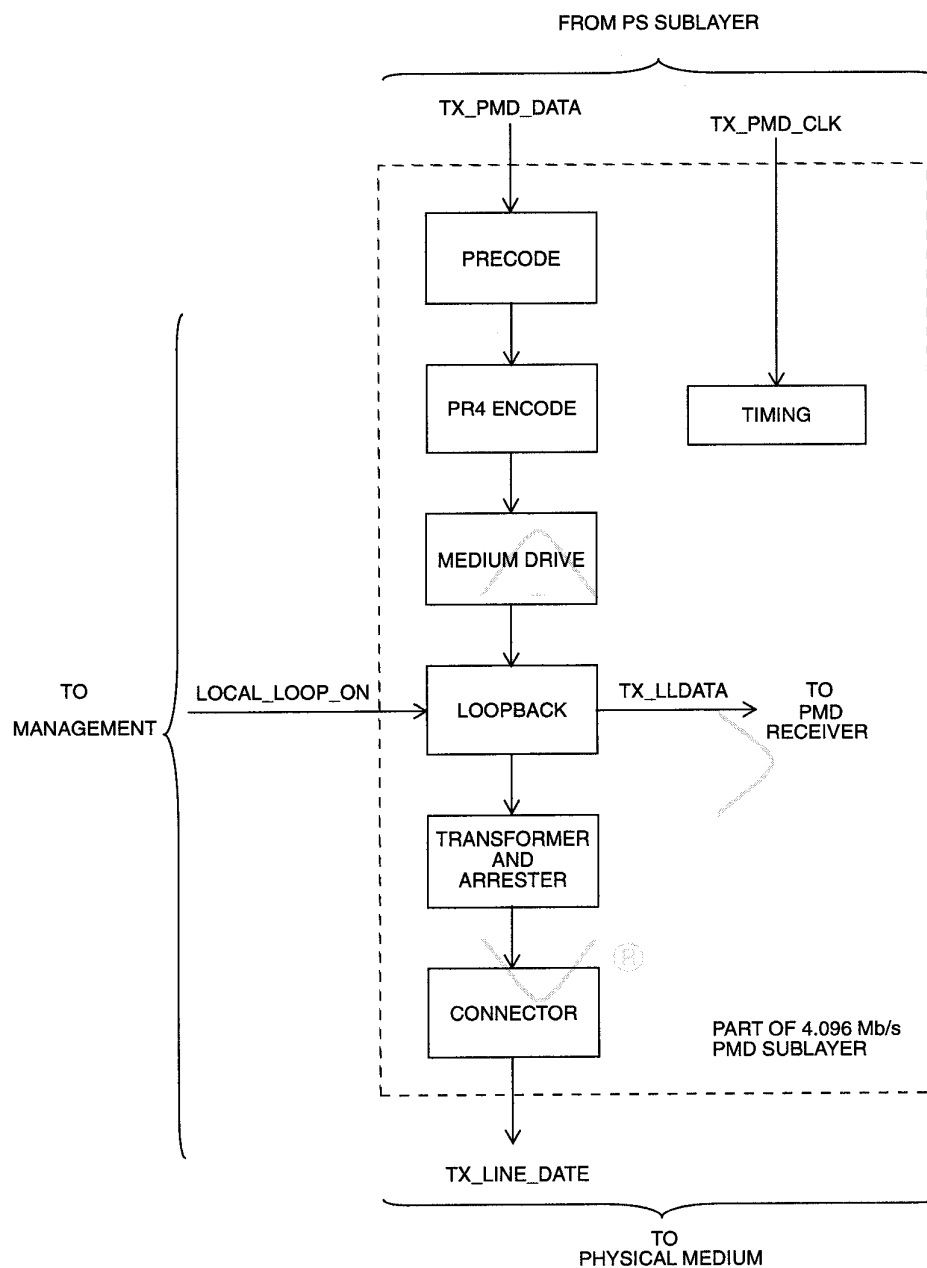 FROM PS SUBLAYER
TX_PMD_DATA
TX_PMD_CLK
PRECODE
PR4 ENCODE
TIMING
MEDIUM DRIVE
TO
MANAGEMENT
LOCAL_LOOP_ON
LOOPBACK
TX_LLDATA
TO
PMD
RECEIVER
TRANSFORMER
AND
ARRESTER
®
CONNECTOR
PART OF 4.096 Mb/s
PMD SUBLAYER
TX_LINE_DATE
TO
PHYSICAL MEDIUM